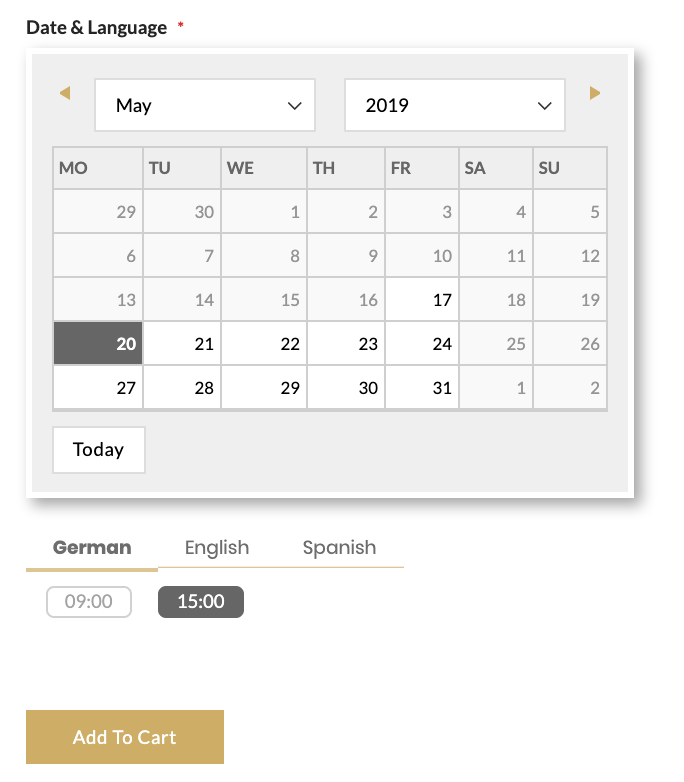 Date & Language *
May 2019
MO TU WE TH FR SA SU
29 30 1 2 3 4 5
6 7 8 9 10 11 12
13 14 15 16 17 18 19
20 21 22 23 24 25 26
27 28 29 30 31 1 2
Today
German English Spanish
09:00 15:00
Add To Cart